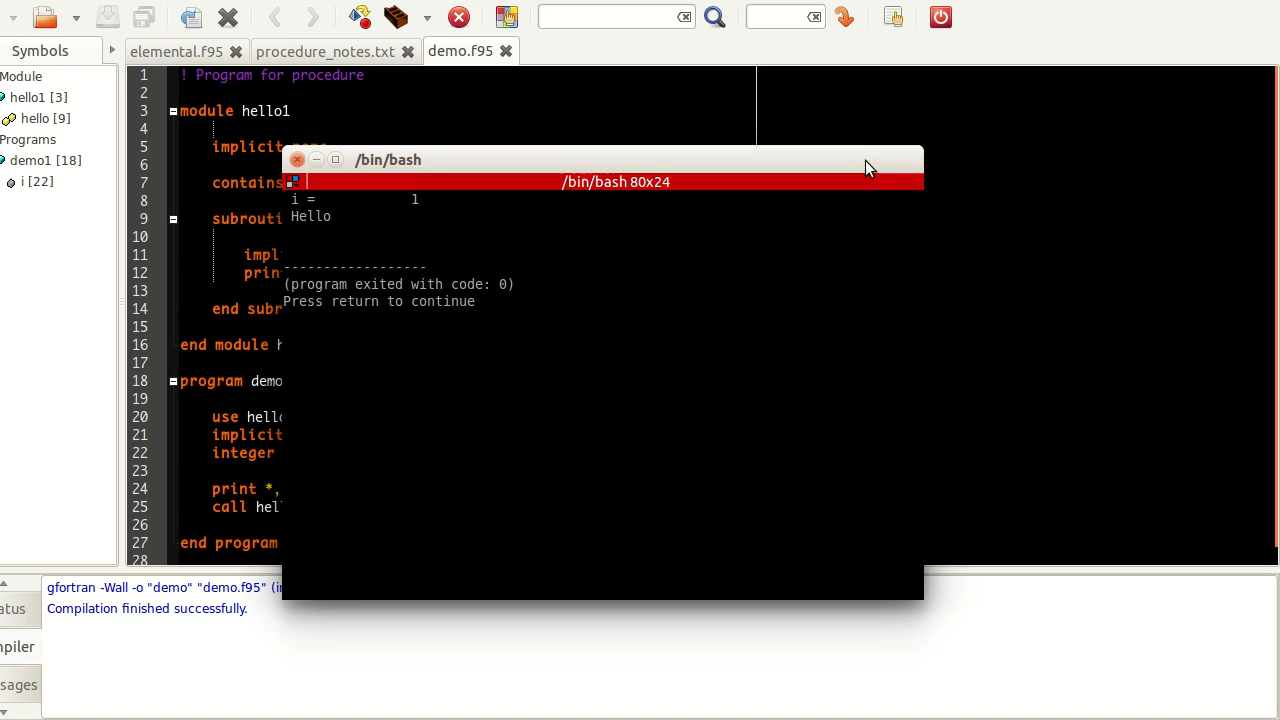 Symbols
elemental.f95
procedure_notes.txt
demo.f95
Module
hello1 [3]
hello [9]
Programs
demo1 [18]
i [22]
1 ! Program for procedure
2
3 module hello1
4
5 implicit none
6
7 contains
8
9 subrouti
10
11 impl
12 prin
13
14 end subr
15
16 end module h
17
18 program demo
19
20 use hello
21 implicit
22 integer
23
24 print *,
25 call hel
26
27 end program
28
/bin/bash
/bin/bash 80x24
i = 1
Hello
------------------
(program exited with code: 0)
Press return to continue
atus
mpiler
ssages
gfortran -Wall -o "demo" "demo.f95" (i
Compilation finished successfully.